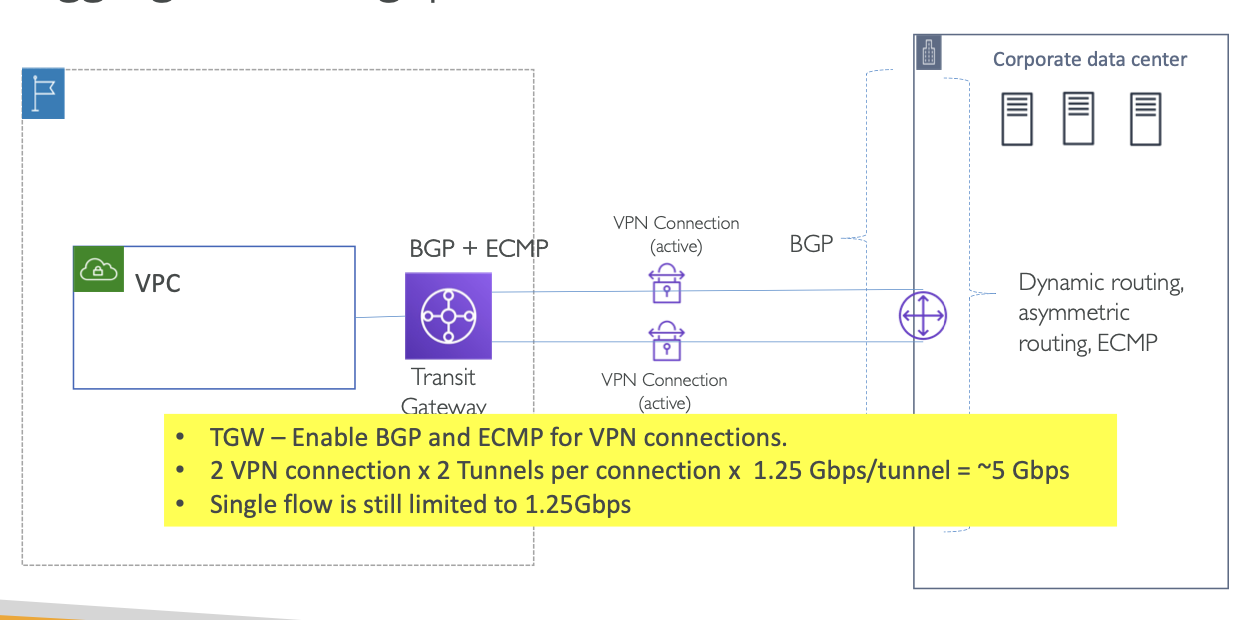 Corporate data center
VPN Connection
(active)
BGP
BGP + ECMP
VPC
Dynamic routing,
asymmetric
routing, ECMP
Transit
Gateway
VPN Connection
(active)
• TGW – Enable BGP and ECMP for VPN connections.
• 2 VPN connection x 2 Tunnels per connection x 1.25 Gbps/tunnel = ~5 Gbps
• Single flow is still limited to 1.25Gbps